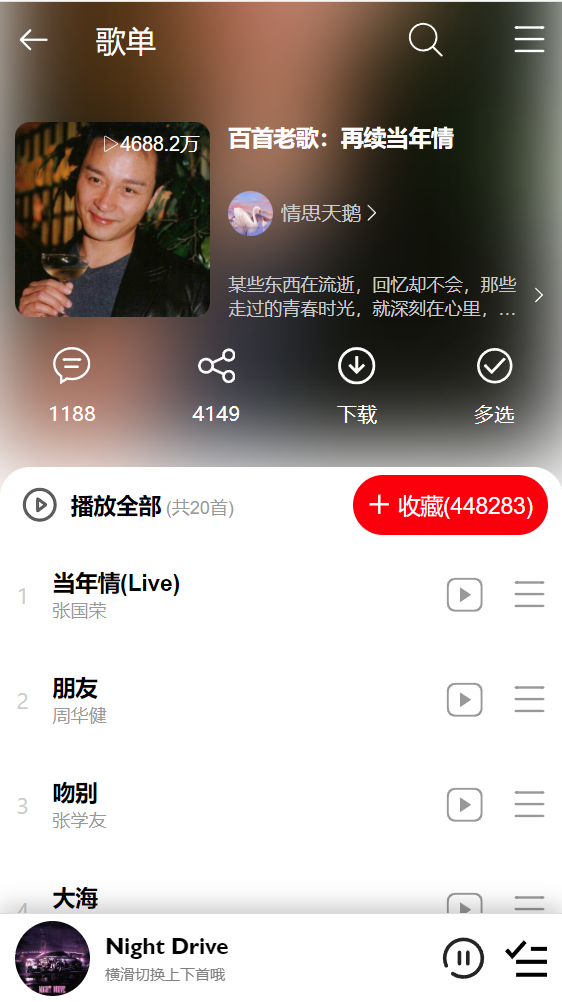 歌单
4688.2万
百首老歌：再续当年情
情思天鹅
某些东西在流逝，回忆却不会，那些
走过的青春时光，就深刻在心里，...
1188
4149
下载
多选
播放全部 (共20首)
+ 收藏(448283)
1
当年情(Live)
张国荣
2
朋友
周华健
3
吻别
张学友
4
大海
NIGHT DRIVE
Night Drive
横滑切换上下首哦